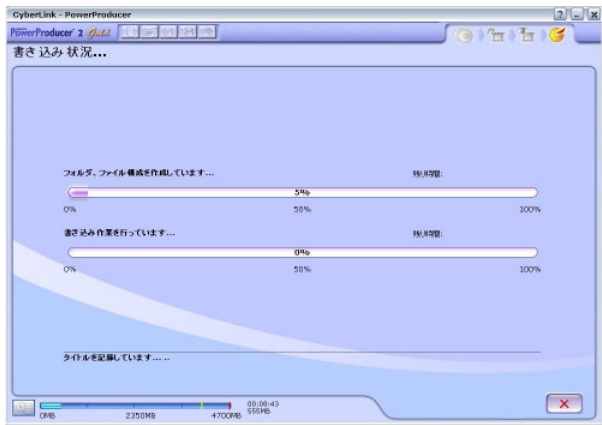 CyberLink - PowerProducer
PowerProducer 2 Gold
書き込み状況...
フォルダ、ファイル構成を作成しています... 残り時間:
5%
0% 50% 100%
書き込み作業を行っています... 残り時間:
0%
0% 50% 100%
タイトルを記録しています.....
00:08:43
0MB 2350MB 4700MB 555MB